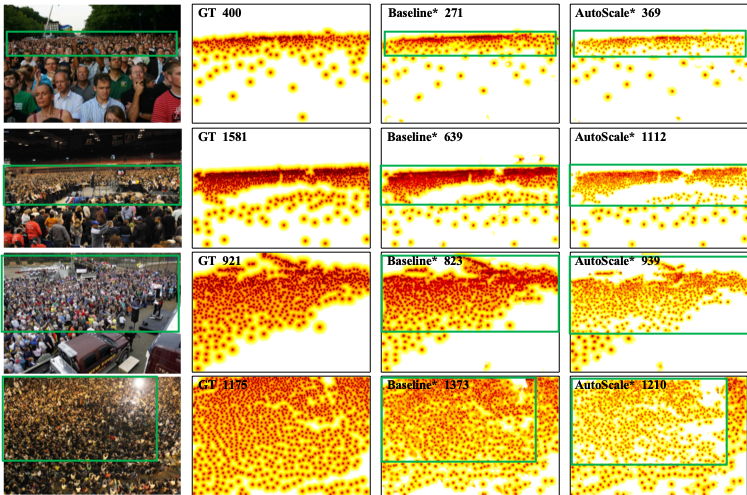 GT 400
Baseline* 271
AutoScale* 369
GT 1581
Baseline* 639
AutoScale* 1112
GT 921
Baseline* 823
AutoScale* 939
GT 1175
Baseline* 1373
AutoScale* 1210